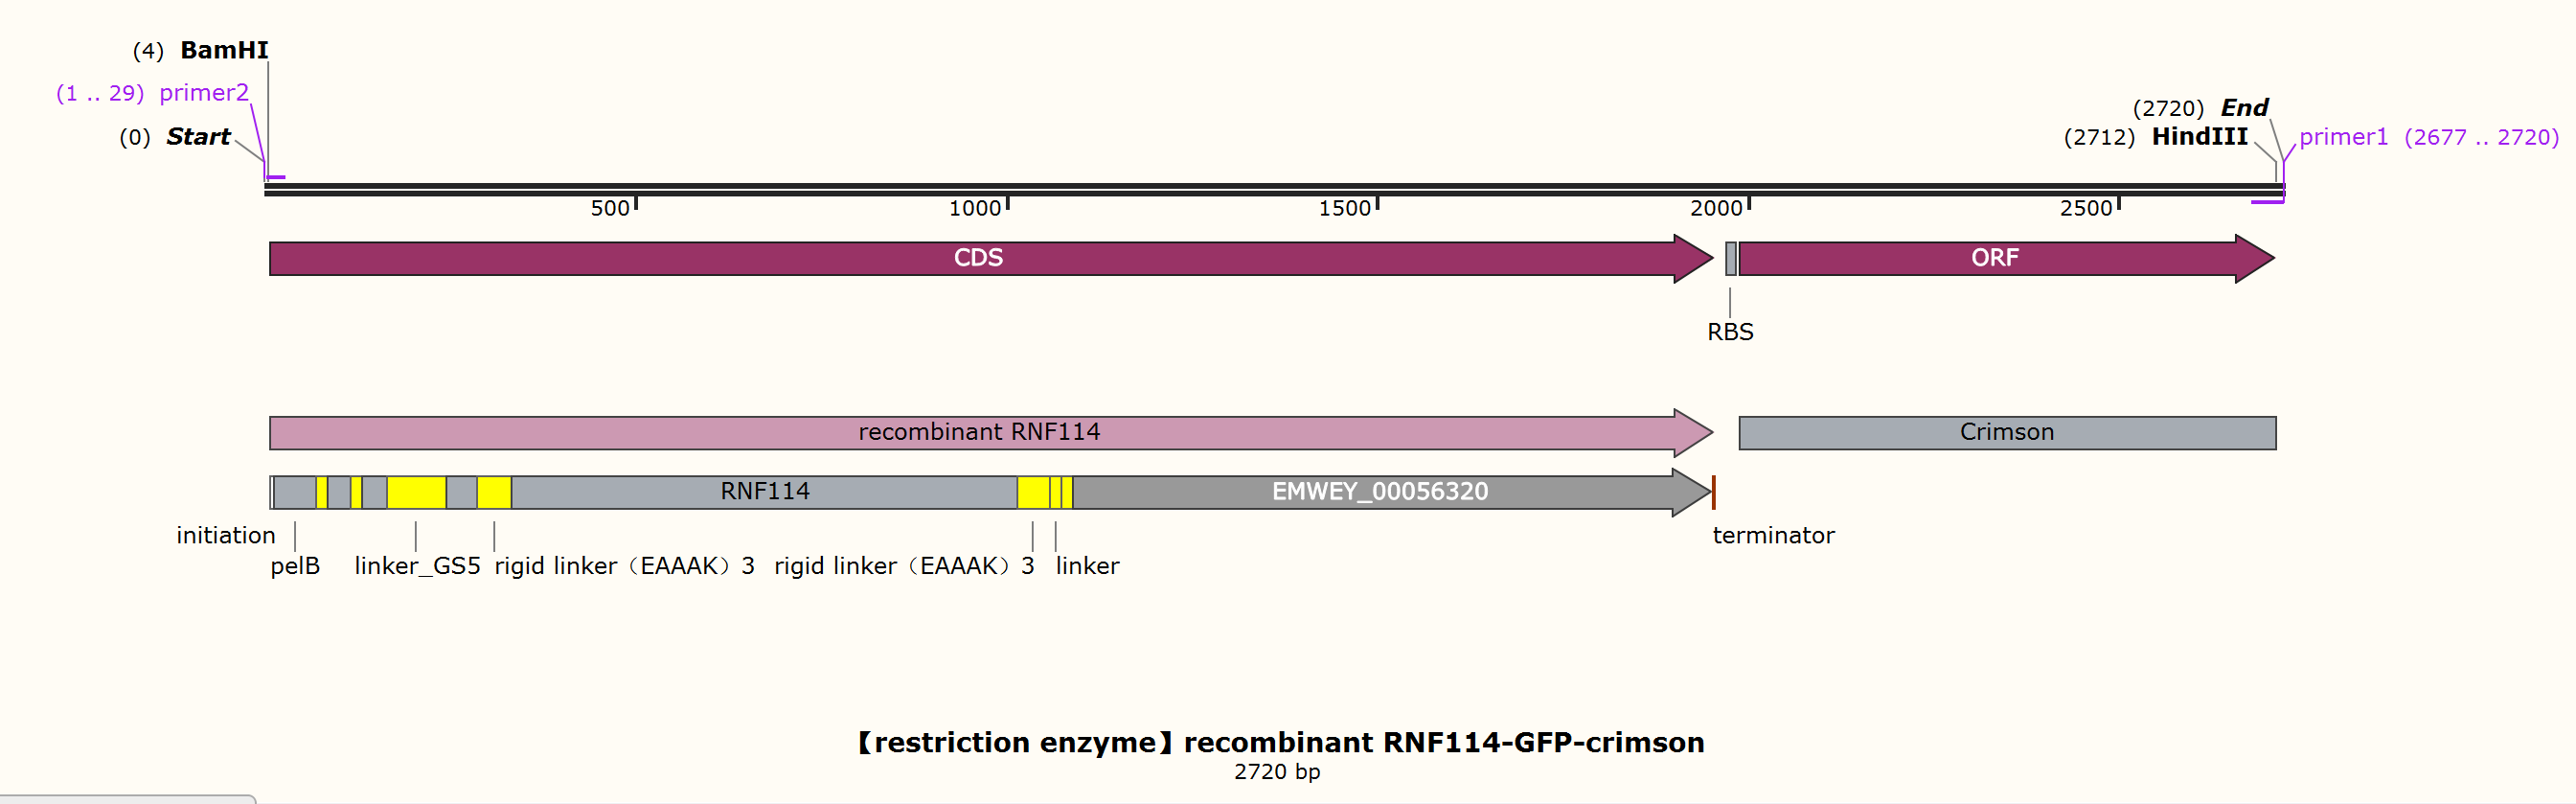 (4) BamHI
(1 .. 29) primer2
(0) Start
(2720) End
(2712) HindIII
primer1 (2677 .. 2720)
500
1000
1500
2000
2500
CDS
ORF
RBS
recombinant RNF114
Crimson
RNF114
EMWEY_00056320
initiation
terminator
pelB
linker_GS5
rigid linker（EAAAK）3
rigid linker（EAAAK）3
linker
【restriction enzyme】recombinant RNF114-GFP-crimson
2720 bp